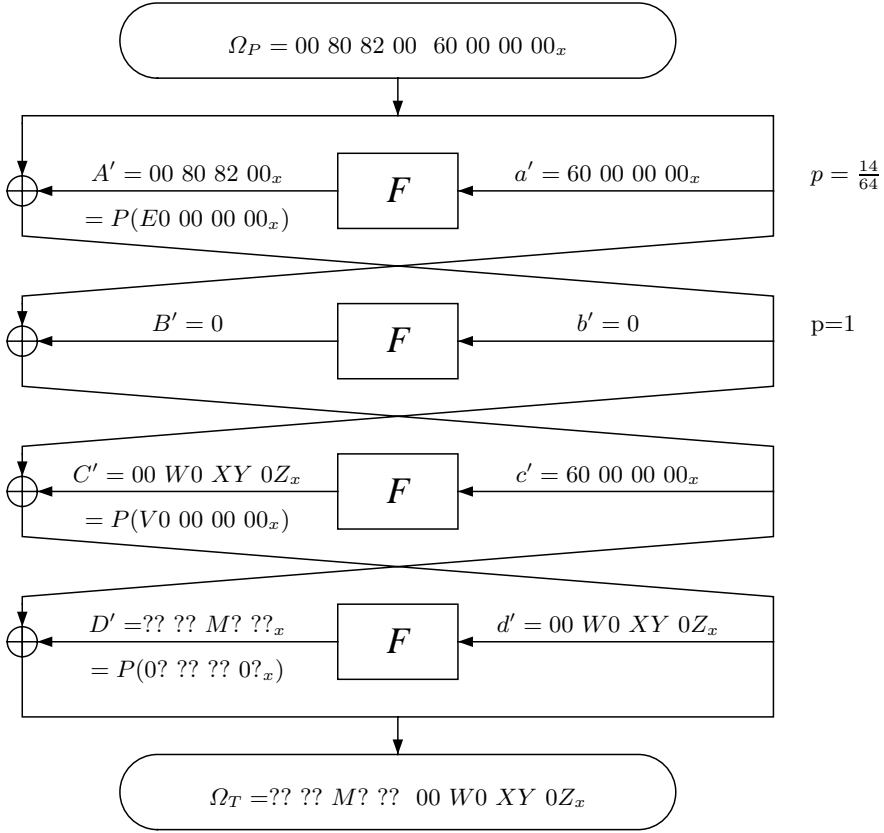 Ω_P = 00 80 82 00 60 00 00 00_x
A′ = 00 80 82 00_x F a′ = 60 00 00 00_x p = 14/64
= P(E0 00 00 00_x)
B′ = 0 F b′ = 0 p=1
C′ = 00 W0 XY 0Z_x F c′ = 60 00 00 00_x
= P(V0 00 00 00_x)
D′ =?? ?? M? ??_x F d′ = 00 W0 XY 0Z_x
= P(0? ?? ?? 0?_x)
Ω_T =?? ?? M? ?? 00 W0 XY 0Z_x